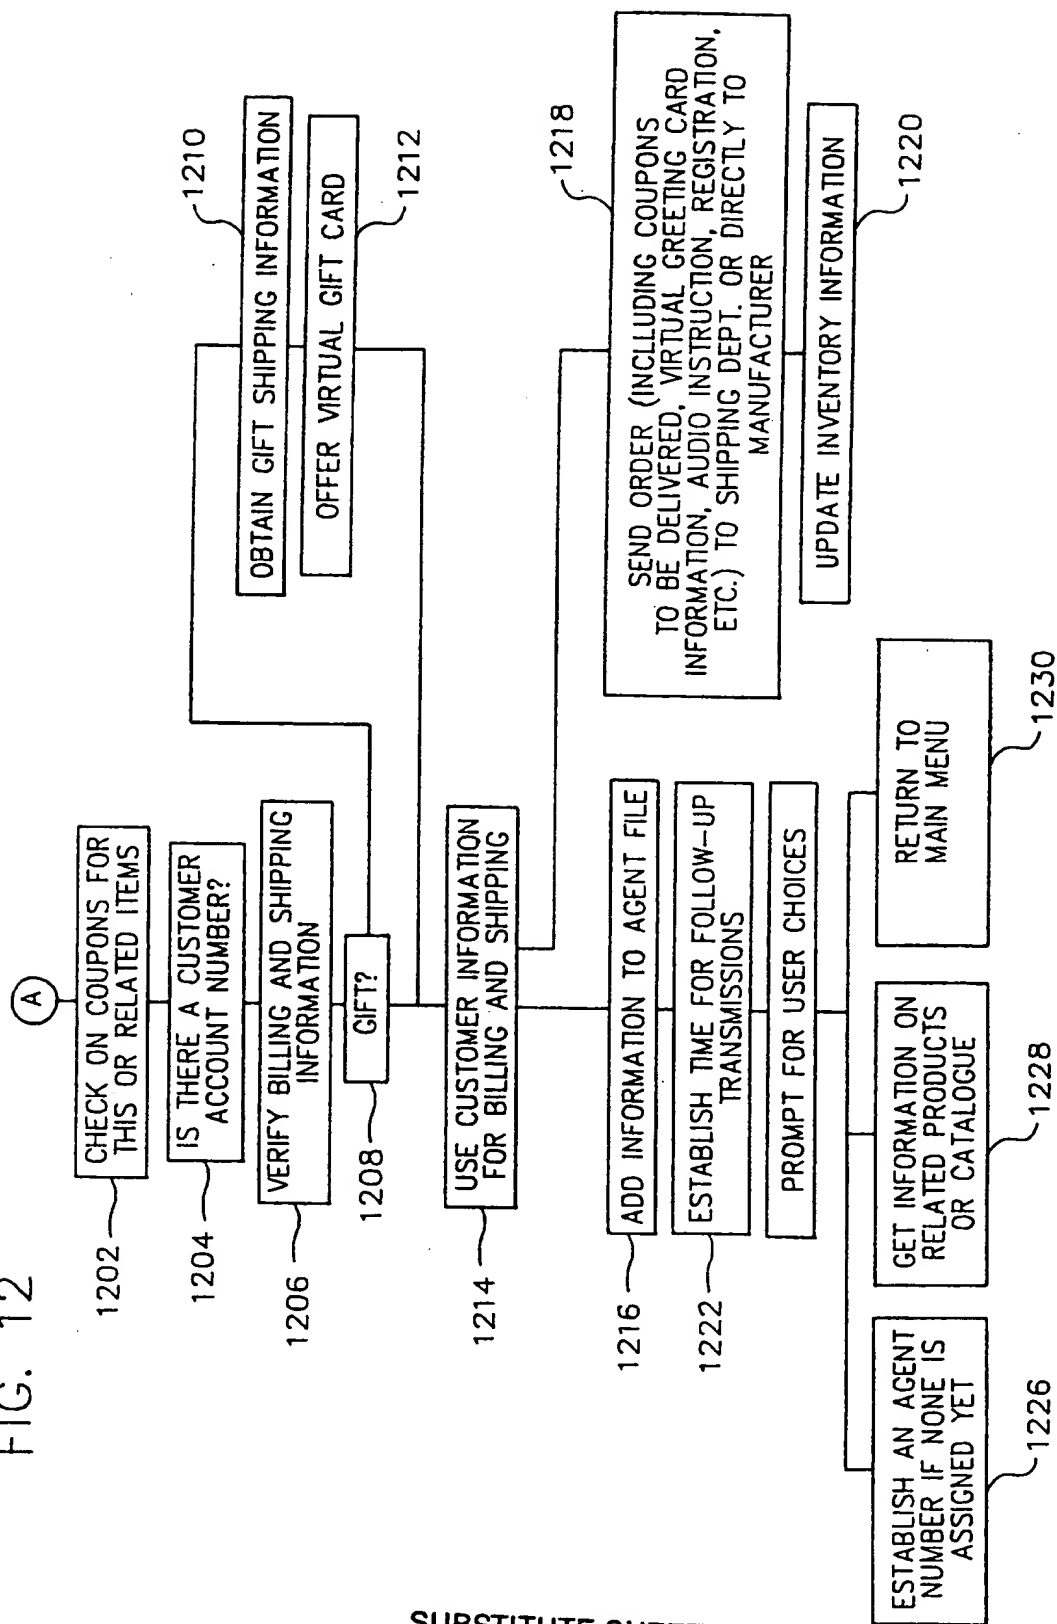 FIG. 12
A
CHECK ON COUPONS FOR
THIS OR RELATED ITEMS
1202
IS THERE A CUSTOMER
ACCOUNT NUMBER?
1204
VERIFY BILLING AND SHIPPING
INFORMATION
1206
GIFT?
1208
1210
OBTAIN GIFT SHIPPING INFORMATION
OFFER VIRTUAL GIFT CARD
1212
USE CUSTOMER INFORMATION
FOR BILLING AND SHIPPING
1214
1218
SEND ORDER (INCLUDING COUPONS
TO BE DELIVERED, VIRTUAL GREETING CARD
INFORMATION, AUDIO INSTRUCTION, REGISTRATION,
ETC.) TO SHIPPING DEPT. OR DIRECTLY TO
MANUFACTURER
UPDATE INVENTORY INFORMATION
1220
1216
ADD INFORMATION TO AGENT FILE
1222
ESTABLISH TIME FOR FOLLOW-UP
TRANSMISSIONS
PROMPT FOR USER CHOICES
ESTABLISH AN AGENT
NUMBER IF NONE IS
ASSIGNED YET
1226
GET INFORMATION ON
RELATED PRODUCTS
OR CATALOGUE
1228
RETURN TO
MAIN MENU
1230